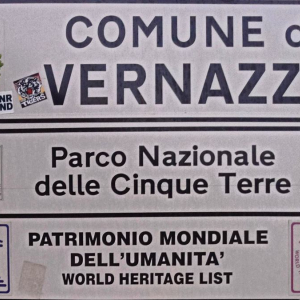 COMUNE d
VERNAZZ
Parco Nazionale
delle Cinque Terre
PATRIMONIO MONDIALE
DELL'UMANITA'
WORLD HERITAGE LIST